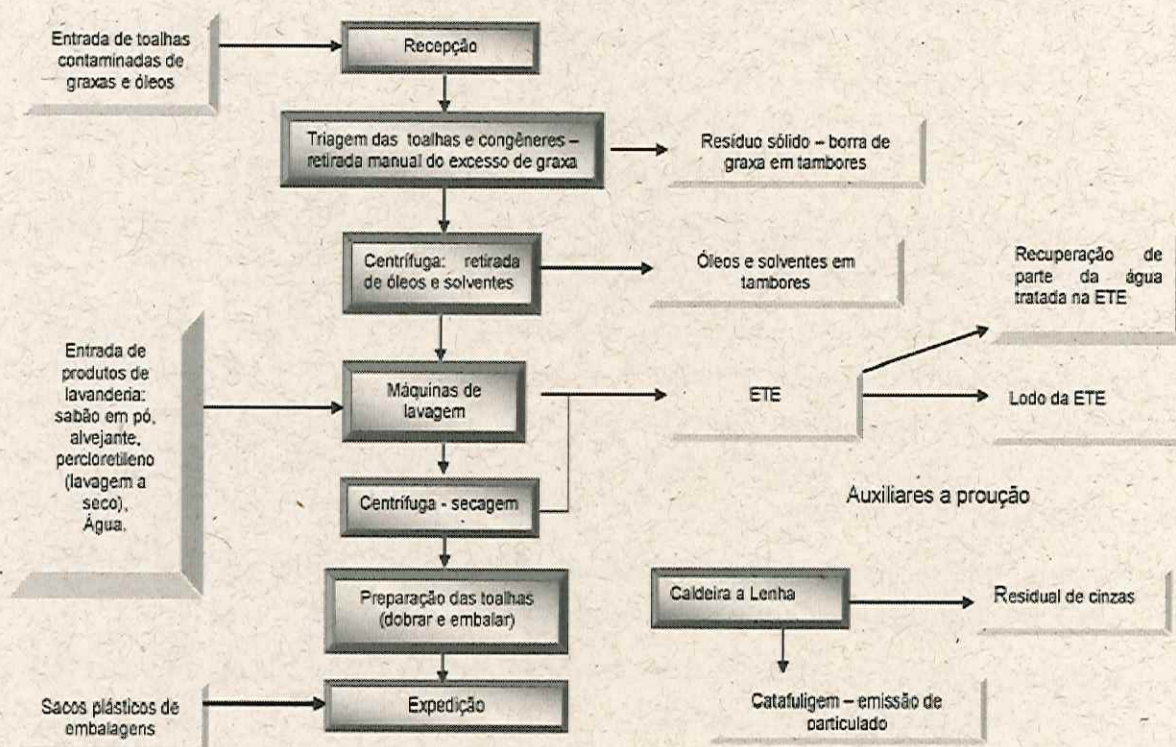 Entrada de toalhas
contaminadas de
graxas e óleos
Recepção
Triagem das toalhas e congêneres –
retirada manual do excesso de graxa
Resíduo sólido – borra de
graxa em tambores
Centrífuga: retirada
de óleos e solventes
Óleos e solventes em
tambores
Recuperação de
parte da água
tratada na ETE
Entrada de
produtos de
lavanderia:
sabão em pó,
alvejante,
percloretileno
(lavagem a
seco),
Água.
Máquinas de
lavagem
ETE
Lodo da ETE
Centrífuga - secagem
Auxiliares a proução
Preparação das toalhas
(dobrar e embalar)
Caldeira a Lenha
Residual de cinzas
Sacos plásticos de
embalagens
Expedição
Catafuligem – emissão de
particulado